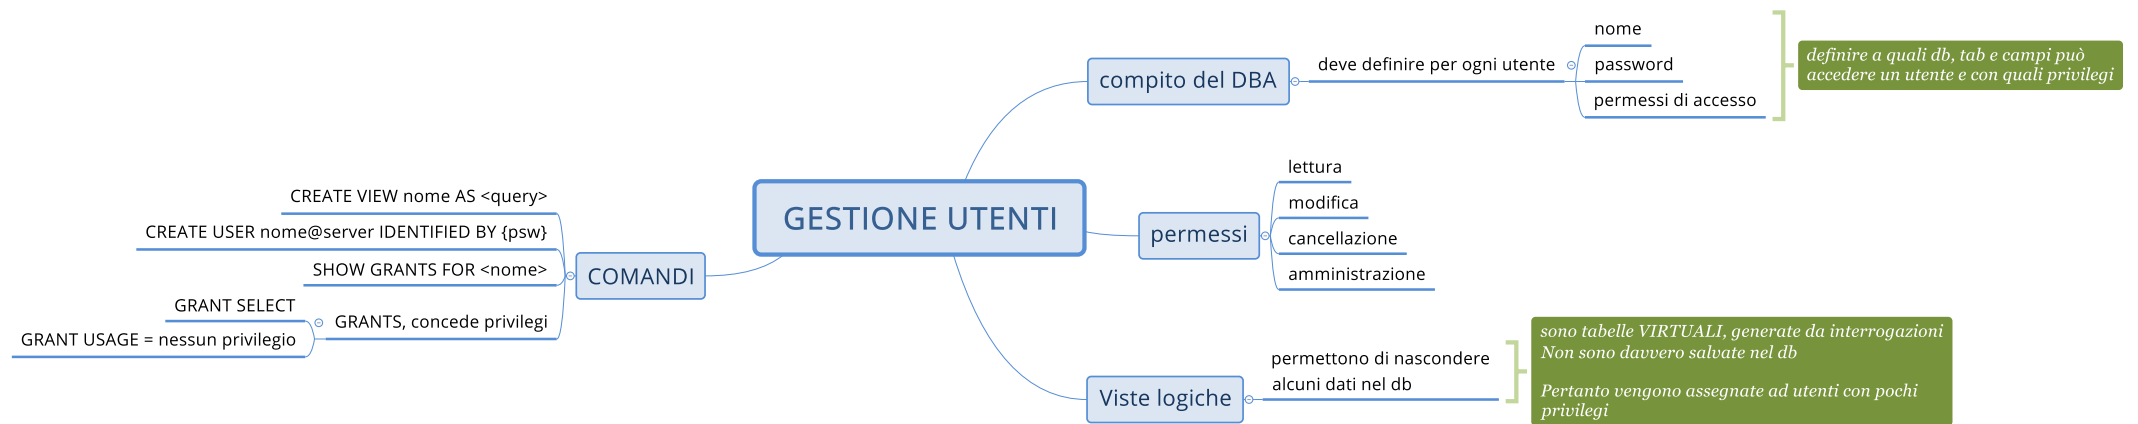 GESTIONE UTENTI
compito del DBA
deve definire per ogni utente
nome
password
permessi di accesso
definire a quali db, tab e campi può
accedere un utente e con quali privilegi
permessi
lettura
modifica
cancellazione
amministrazione
Viste logiche
permettono di nascondere
alcuni dati nel db
sono tabelle VIRTUALI, generate da interrogazioni
Non sono davvero salvate nel db
Pertanto vengono assegnate ad utenti con pochi
privilegi
COMANDI
CREATE VIEW nome AS <query>
CREATE USER nome@server IDENTIFIED BY {psw}
SHOW GRANTS FOR <nome>
GRANTS, concede privilegi
GRANT SELECT
GRANT USAGE = nessun privilegio